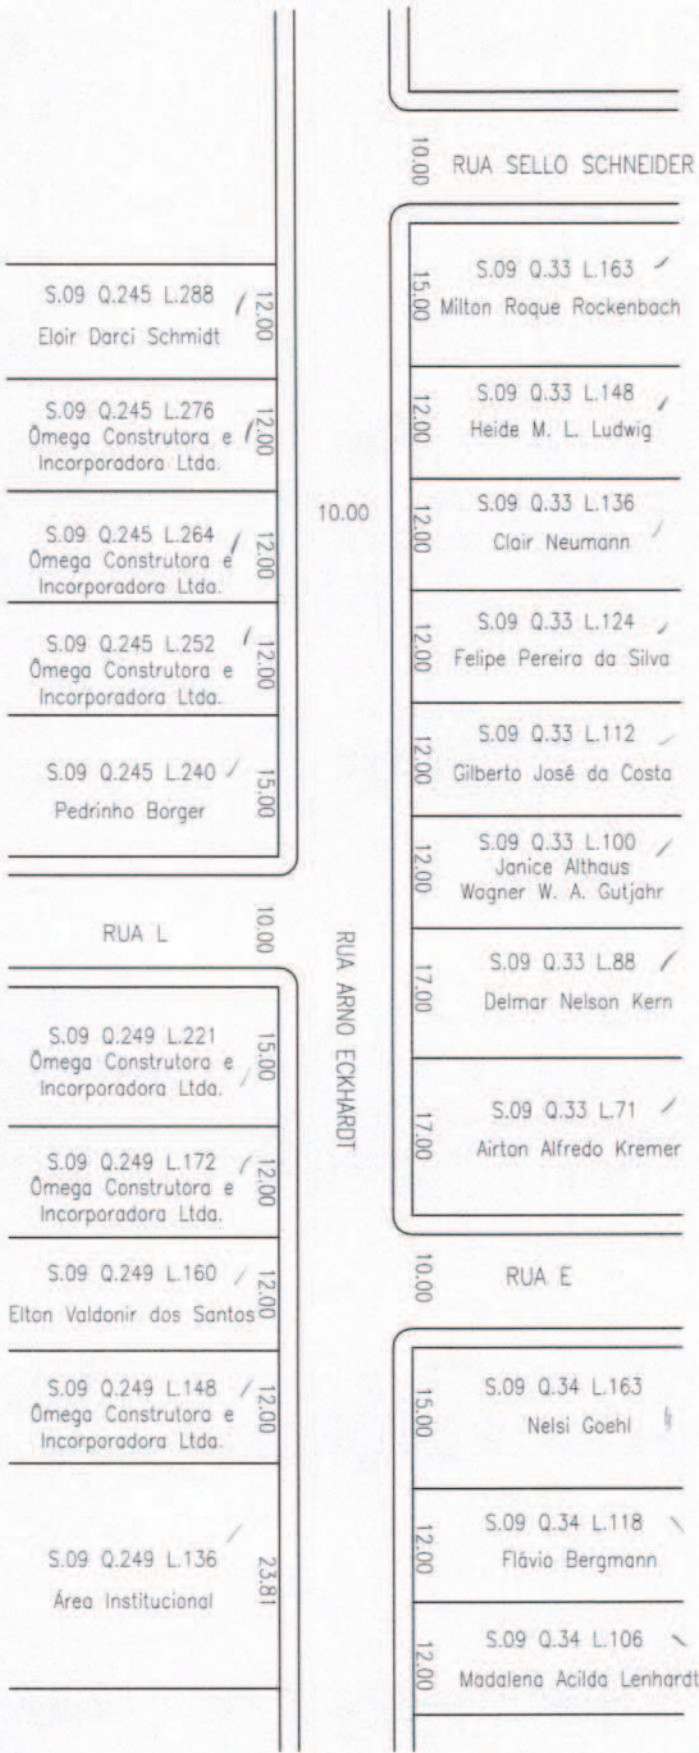 10.00
RUA SELLO SCHNEIDER
S.09 Q.245 L.288
Eloir Darci Schmidt
12.00
S.09 Q.245 L.276
Ômega Construtora e
Incorporadora Ltda.
12.00
S.09 Q.245 L.264
Ômega Construtora e
Incorporadora Ltda.
12.00
S.09 Q.245 L.252
Ômega Construtora e
Incorporadora Ltda.
12.00
S.09 Q.245 L.240
Pedrinho Borger
15.00
RUA L
10.00
S.09 Q.249 L.221
Ômega Construtora e
Incorporadora Ltda.
15.00
S.09 Q.249 L.172
Ômega Construtora e
Incorporadora Ltda.
12.00
S.09 Q.249 L.160
Elton Valdonir dos Santos
12.00
S.09 Q.249 L.148
Ômega Construtora e
Incorporadora Ltda.
12.00
S.09 Q.249 L.136
Área Institucional
23.81
10.00
RUA ARNO ECKHARDT
15.00
S.09 Q.33 L.163
Milton Roque Rockenbach
12.00
S.09 Q.33 L.148
Heide M. L. Ludwig
12.00
S.09 Q.33 L.136
Clair Neumann
12.00
S.09 Q.33 L.124
Felipe Pereira da Silva
12.00
S.09 Q.33 L.112
Gilberto José da Costa
12.00
S.09 Q.33 L.100
Janice Althaus
Wagner W. A. Gutjahr
17.00
S.09 Q.33 L.88
Delmar Nelson Kern
17.00
S.09 Q.33 L.71
Airton Alfredo Kremer
10.00
RUA E
15.00
S.09 Q.34 L.163
Nelsi Goehl
12.00
S.09 Q.34 L.118
Flávio Bergmann
12.00
S.09 Q.34 L.106
Madalena Acilda Lenhardt